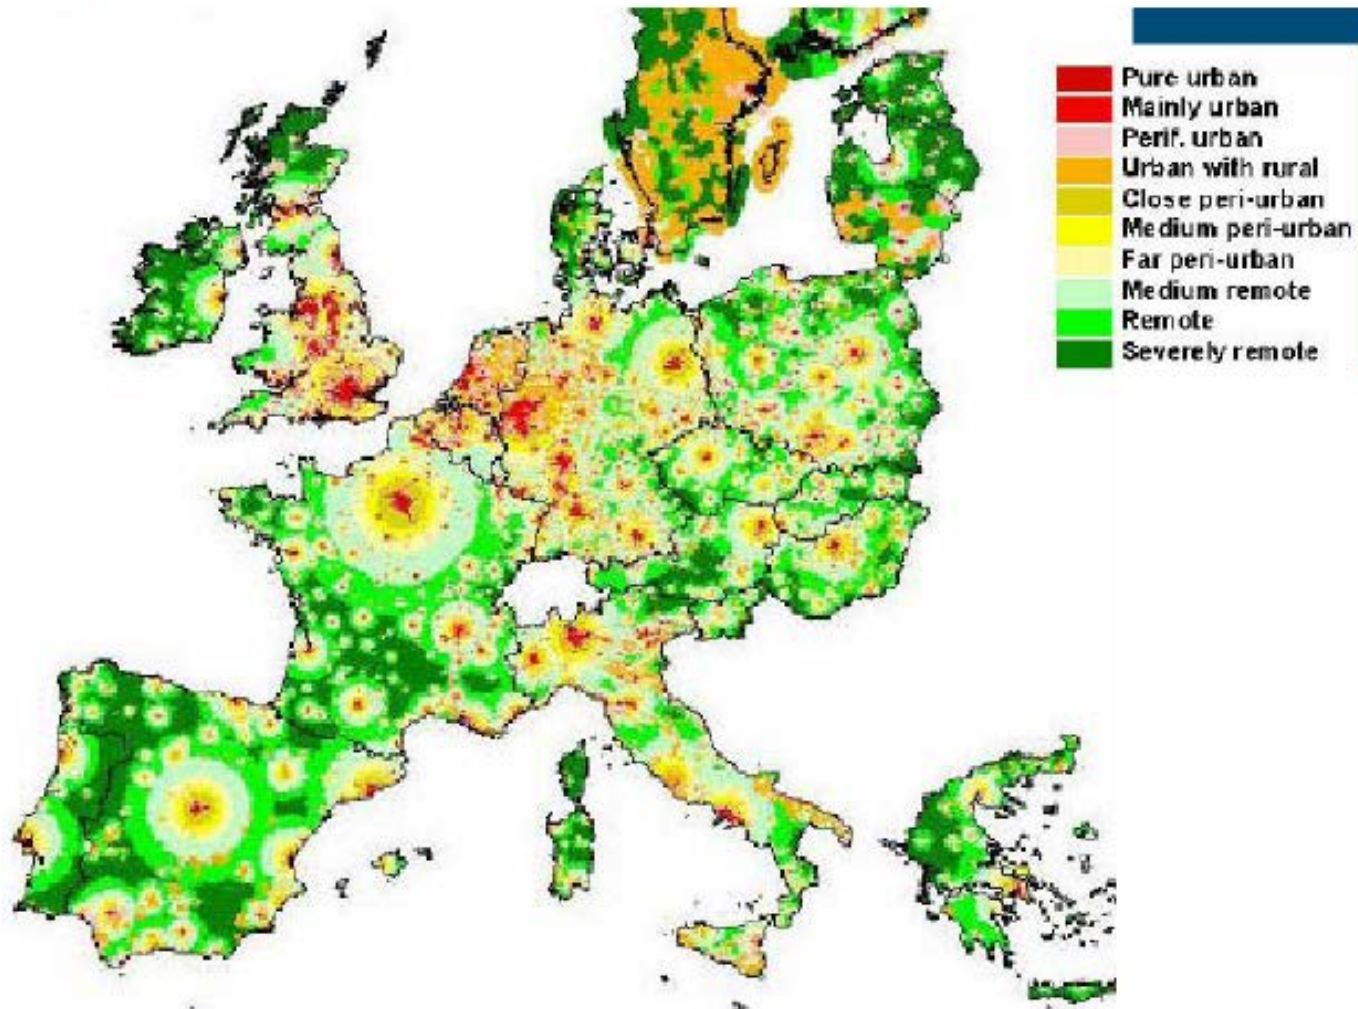 Pure urban
Mainly urban
Perif. urban
Urban with rural
Close peri-urban
Medium peri-urban
Far peri-urban
Medium remote
Remote
Severely remote